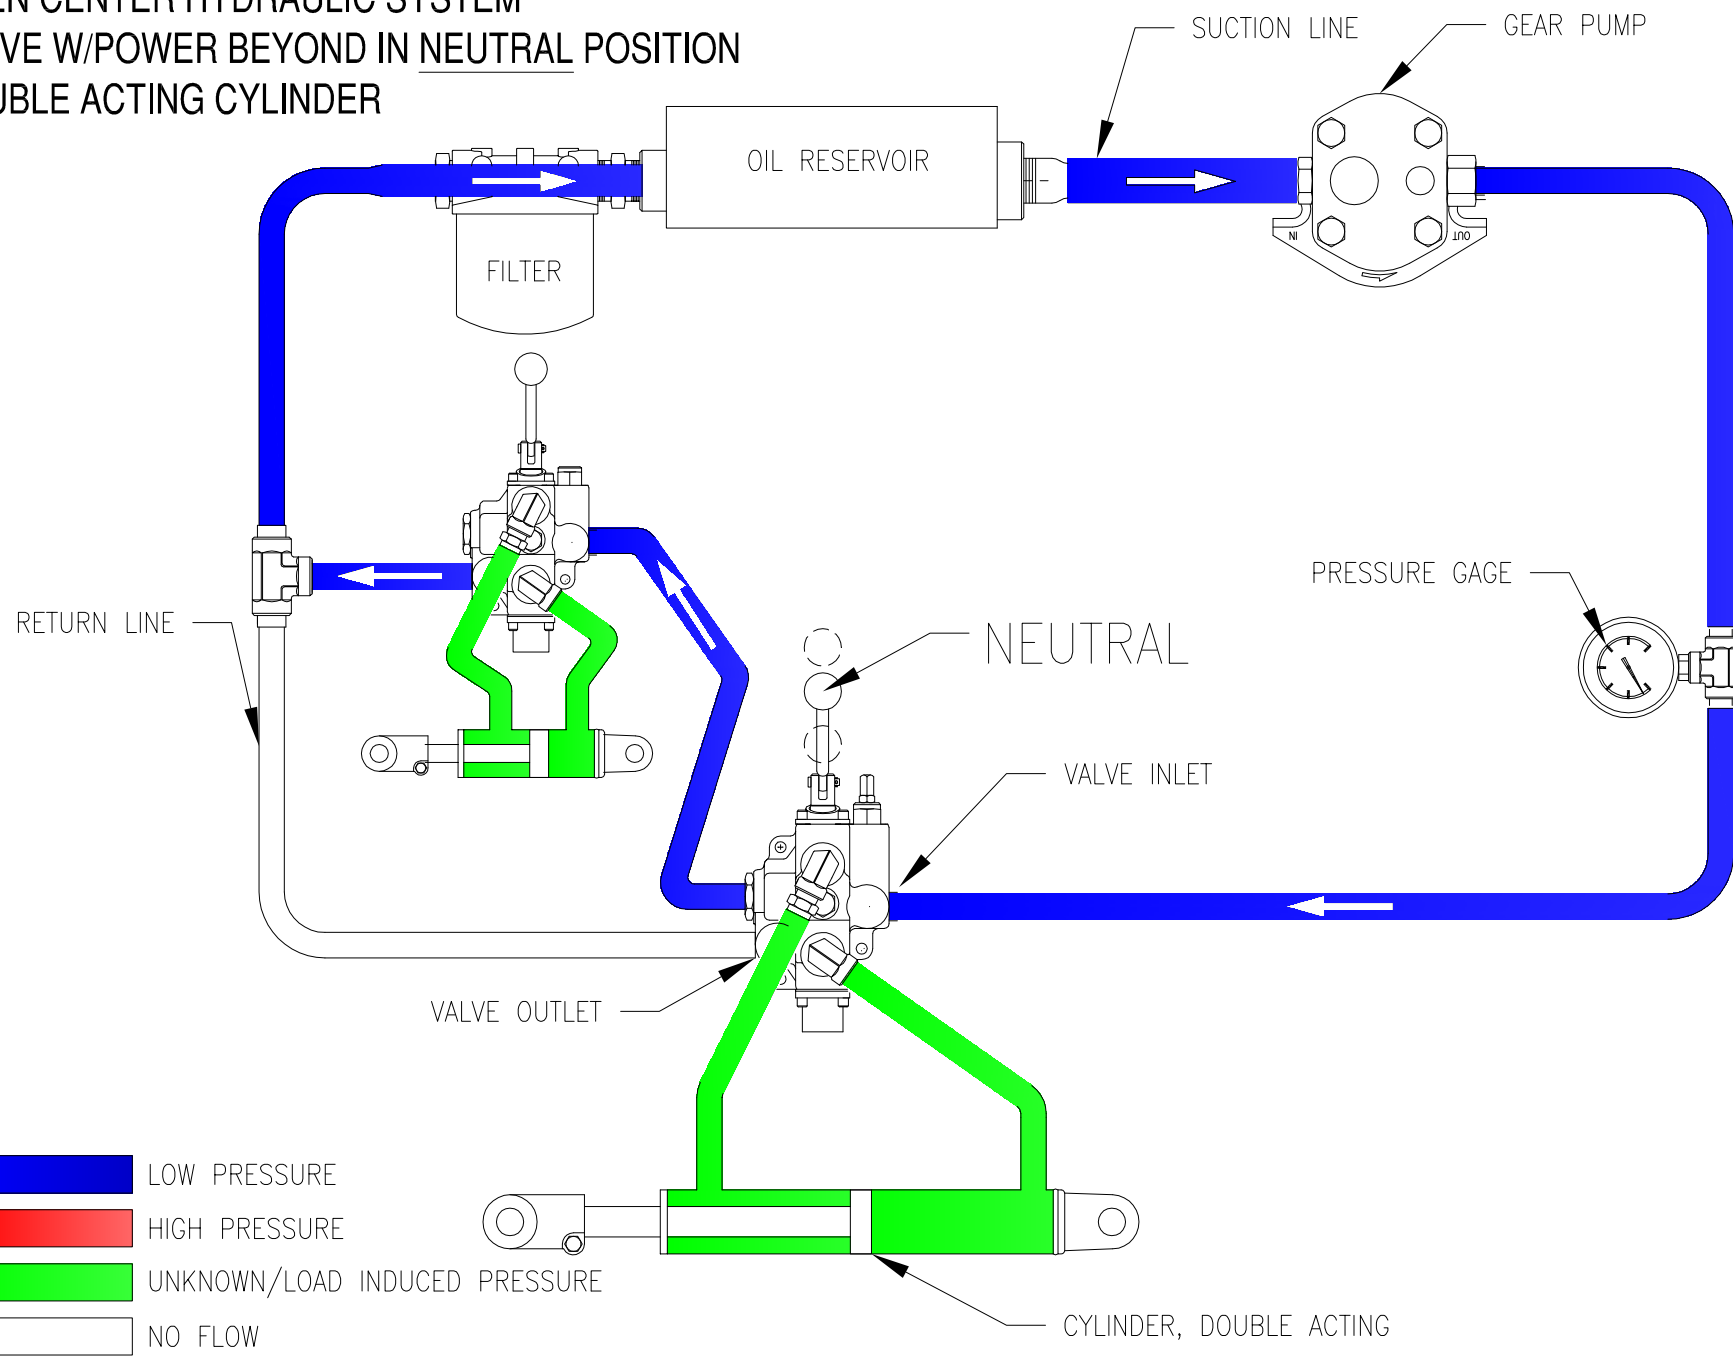 HYDRAULIC SYSTEM
W/POWER BEYOND IN NEUTRAL POSITION
ACTING CYLINDER
SUCTION LINE
GEAR PUMP
OIL RESERVOIR
IN
OUT
FILTER
PRESSURE GAGE
RETURN LINE
NEUTRAL
VALVE INLET
VALVE OUTLET
LOW PRESSURE
HIGH PRESSURE
UNKNOWN/LOAD INDUCED PRESSURE
NO FLOW
CYLINDER, DOUBLE ACTING